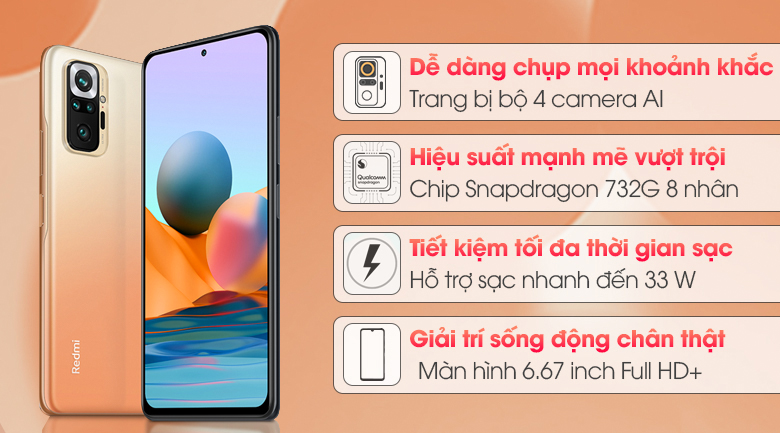 Dễ dàng chụp mọi khoảnh khắc
Trang bị bộ 4 camera AI
Hiệu suất mạnh mẽ vượt trội
Qualcomm
snapdragon
Chip Snapdragon 732G 8 nhân
Tiết kiệm tối đa thời gian sạc
Hỗ trợ sạc nhanh đến 33 W
Giải trí sống động chân thật
Màn hình 6.67 inch Full HD+
Redmi